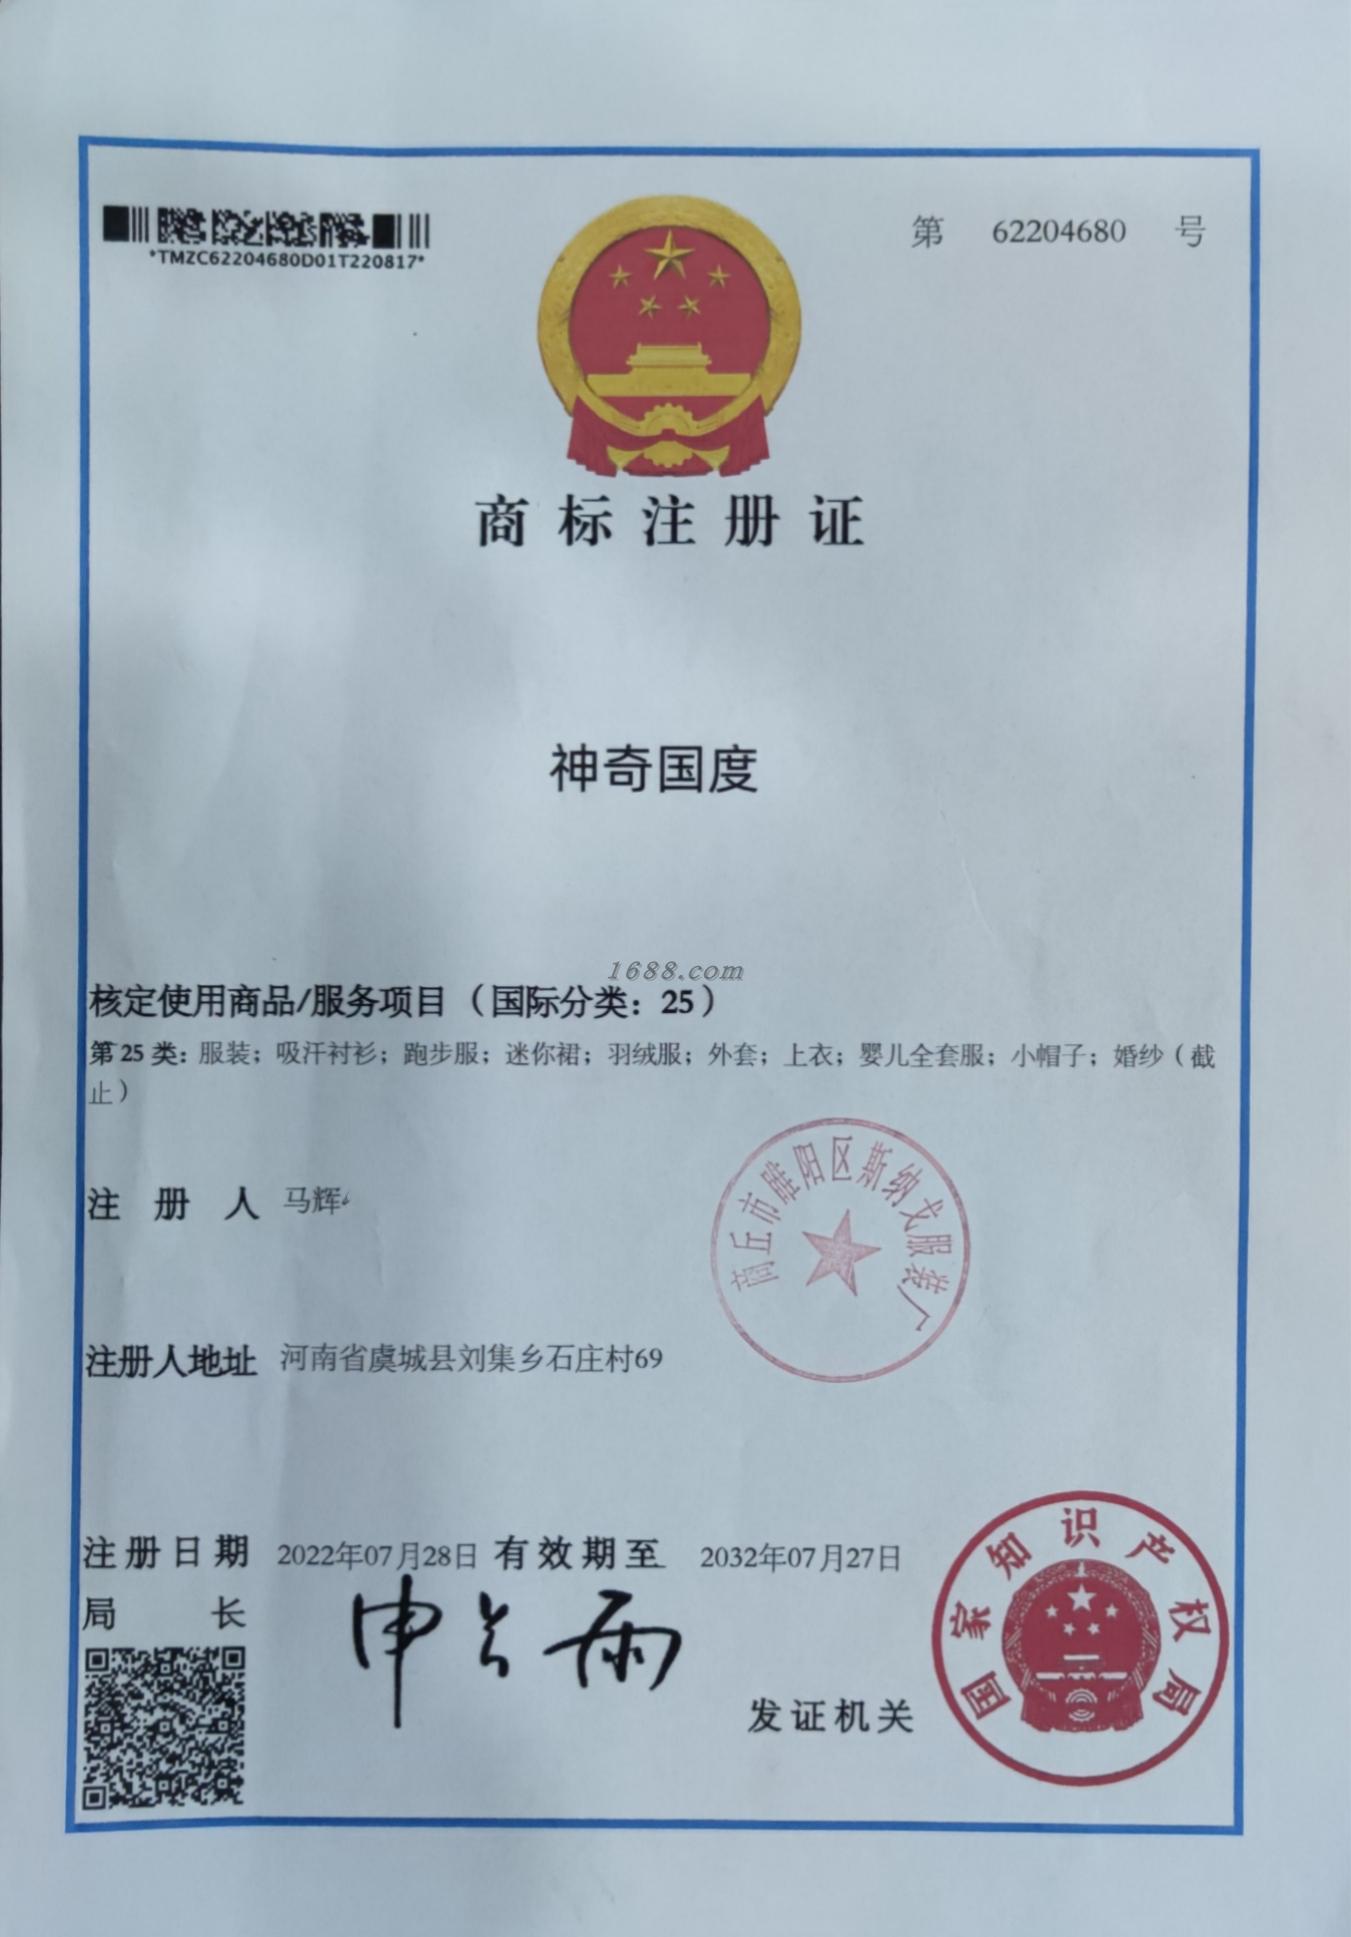 *TMZC62204680D01T220817*
第 62204680 号
商标注册证
神奇国度
1688.com
核定使用商品/服务项目（国际分类：25）
第 25 类：服装；吸汗衬衫；跑步服；迷你裙；羽绒服；外套；上衣；婴儿全套服；小帽子；婚纱（截
止）
商丘市睢阳区斯纳戈服装厂
注册人 马辉
注册人地址 河南省虞城县刘集乡石庄村69
注册日期 2022年07月28日 有效期至 2032年07月27日
局长 申长雨
发证机关
国家知识产权局